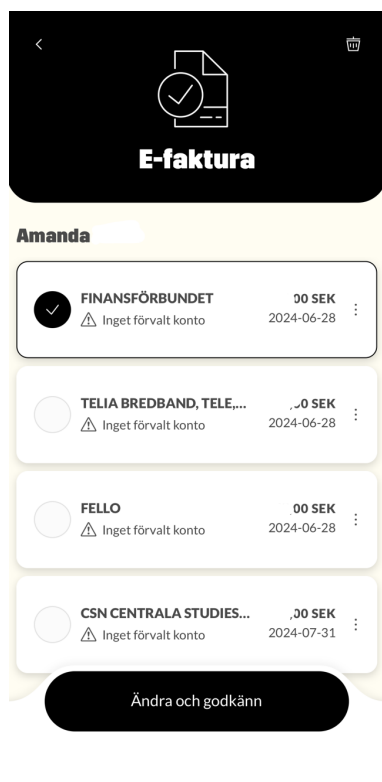 E-faktura
Amanda
FINANSFÖRBUNDET 00 SEK
Inget förvalt konto 2024-06-28
TELIA BREDBAND, TELE,... 00 SEK
Inget förvalt konto 2024-06-28
FELLO 00 SEK
Inget förvalt konto 2024-06-28
CSN CENTRALA STUDIES... 00 SEK
Inget förvalt konto 2024-07-31
Ändra och godkänn